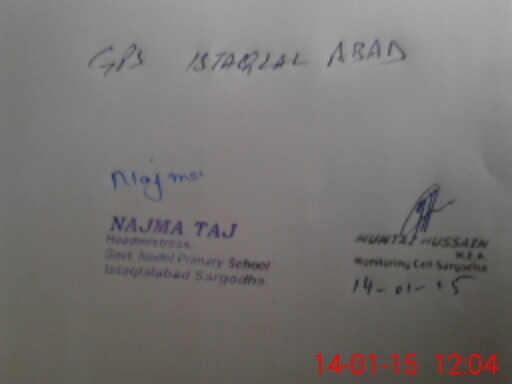 GPS ISTAQLAL ABAD
Najma
NAJMA TAJ
Headmistress.
Govt. Model Primary School
Istaqlalabad Sargodha.
MUMTAZ HUSSAIN
M.E.A.
Monitoring Cell Sargodha
14-01-15
14-01-15 12:04